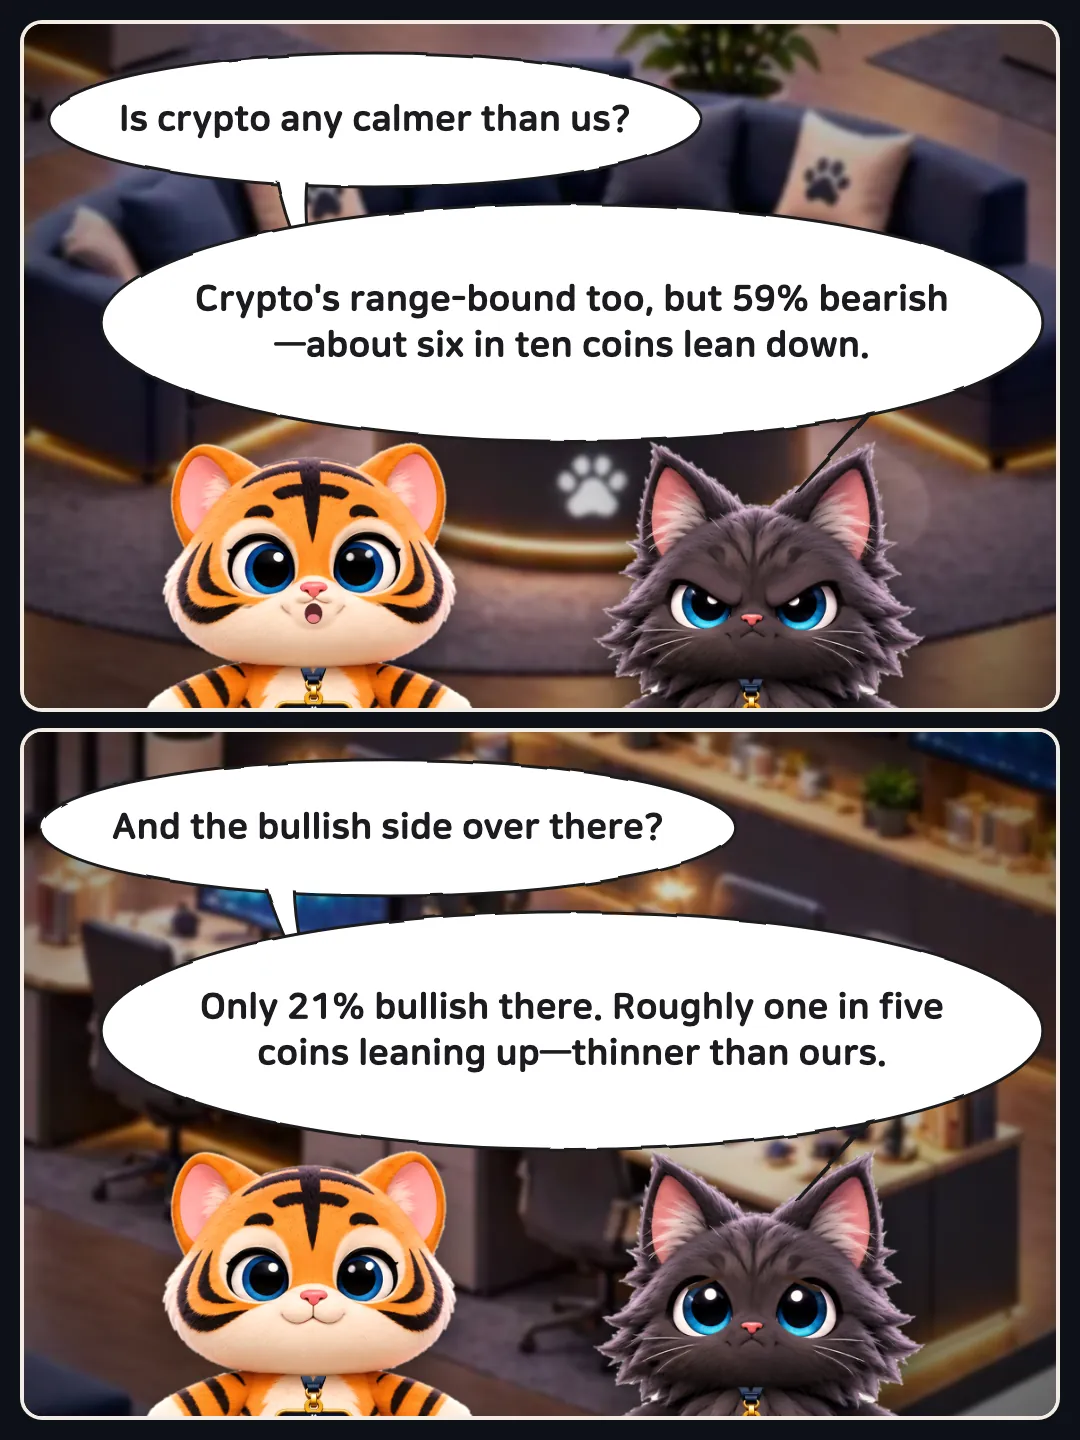 Is crypto any calmer than us?
Crypto's range-bound too, but 59% bearish
—about six in ten coins lean down.
And the bullish side over there?
Only 21% bullish there. Roughly one in five
coins leaning up—thinner than ours.